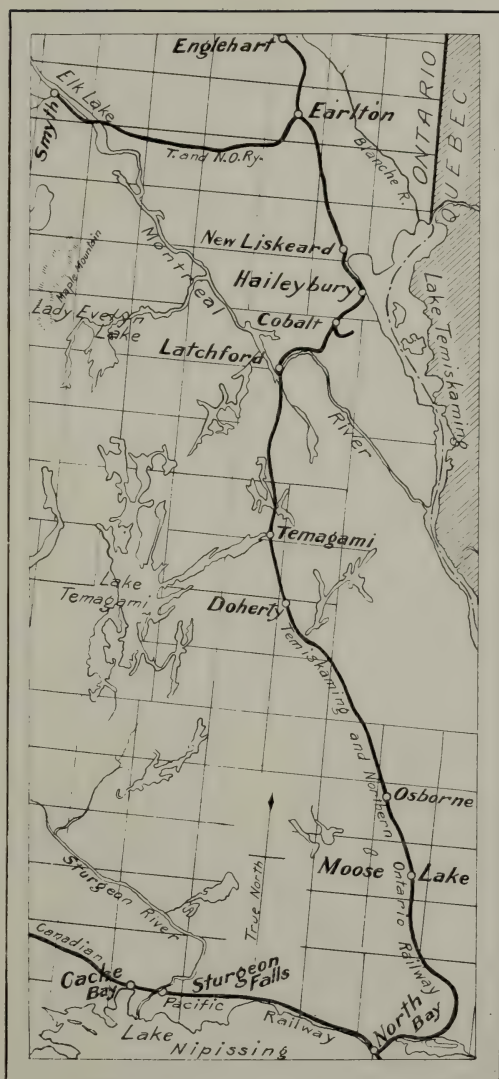 Englehart
Elk Lake
Smyth
Earlton
T. and N.O. Ry.
Blanche R.
ONTARIO
QUEBEC
New Liskeard
Montreal
Maple Mountain
Haileybury
Lady Evelyn
Lake
Cobalt
Lake Temiskaming
Latchford
River
Temagami
Lake
Temagami
Doherty
Temiskaming and Northern Ontario Railway
Osborne
Moose Lake
True North
Sturgeon River
Canadian
Cache
Bay
Sturgeon
Falls
Pacific
Railway
North
Bay
Lake
Nipissing